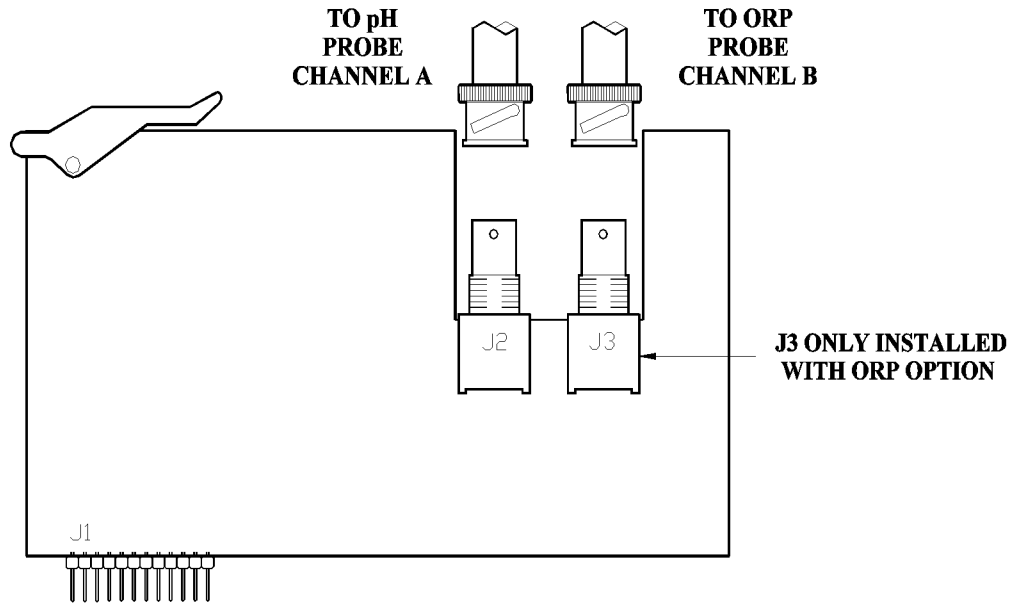 TO pH
PROBE
CHANNEL A
TO ORP
PROBE
CHANNEL B
J2
J3
J3 ONLY INSTALLED
WITH ORP OPTION
J1